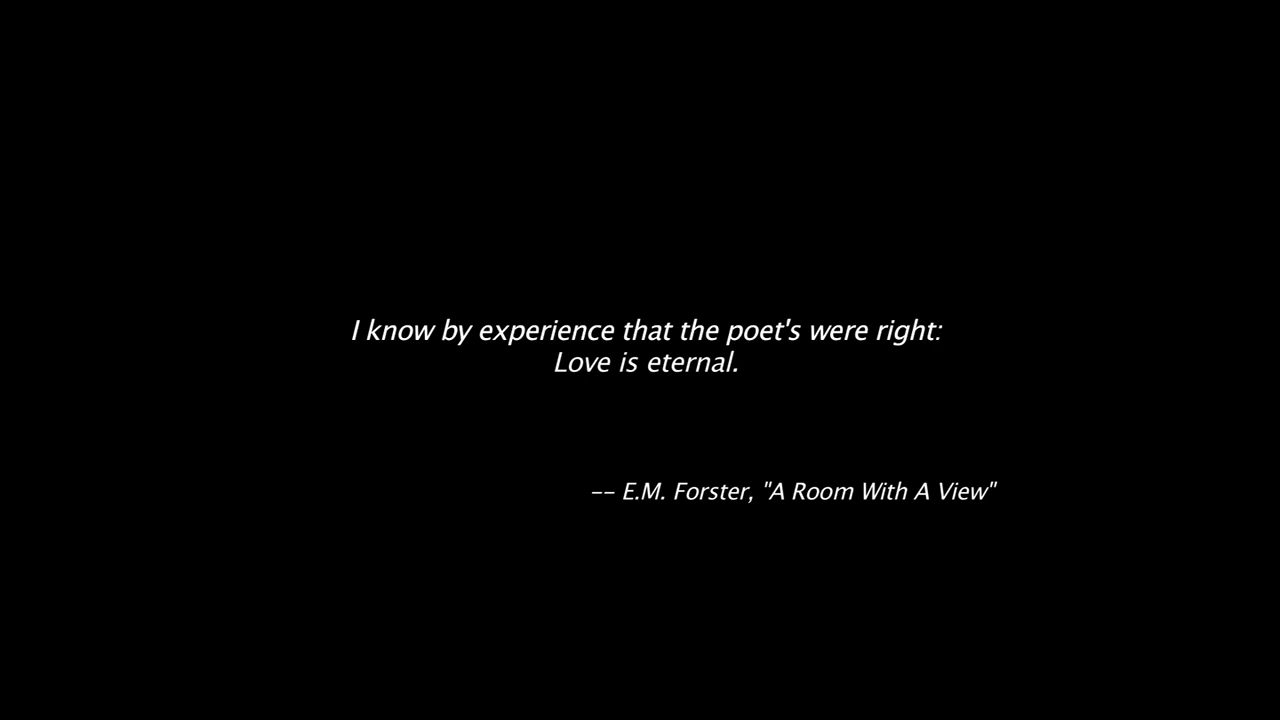 I know by experience that the poet's were right:
Love is eternal.
-- E.M. Forster, "A Room With A View"